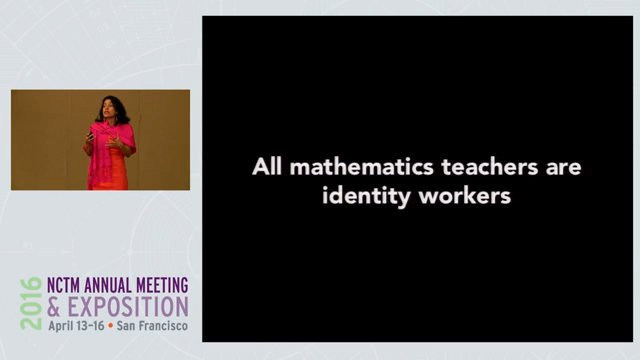 All mathematics teachers are
identity workers
2016
NCTM ANNUAL MEETING
& EXPOSITION
April 13–16 • San Francisco